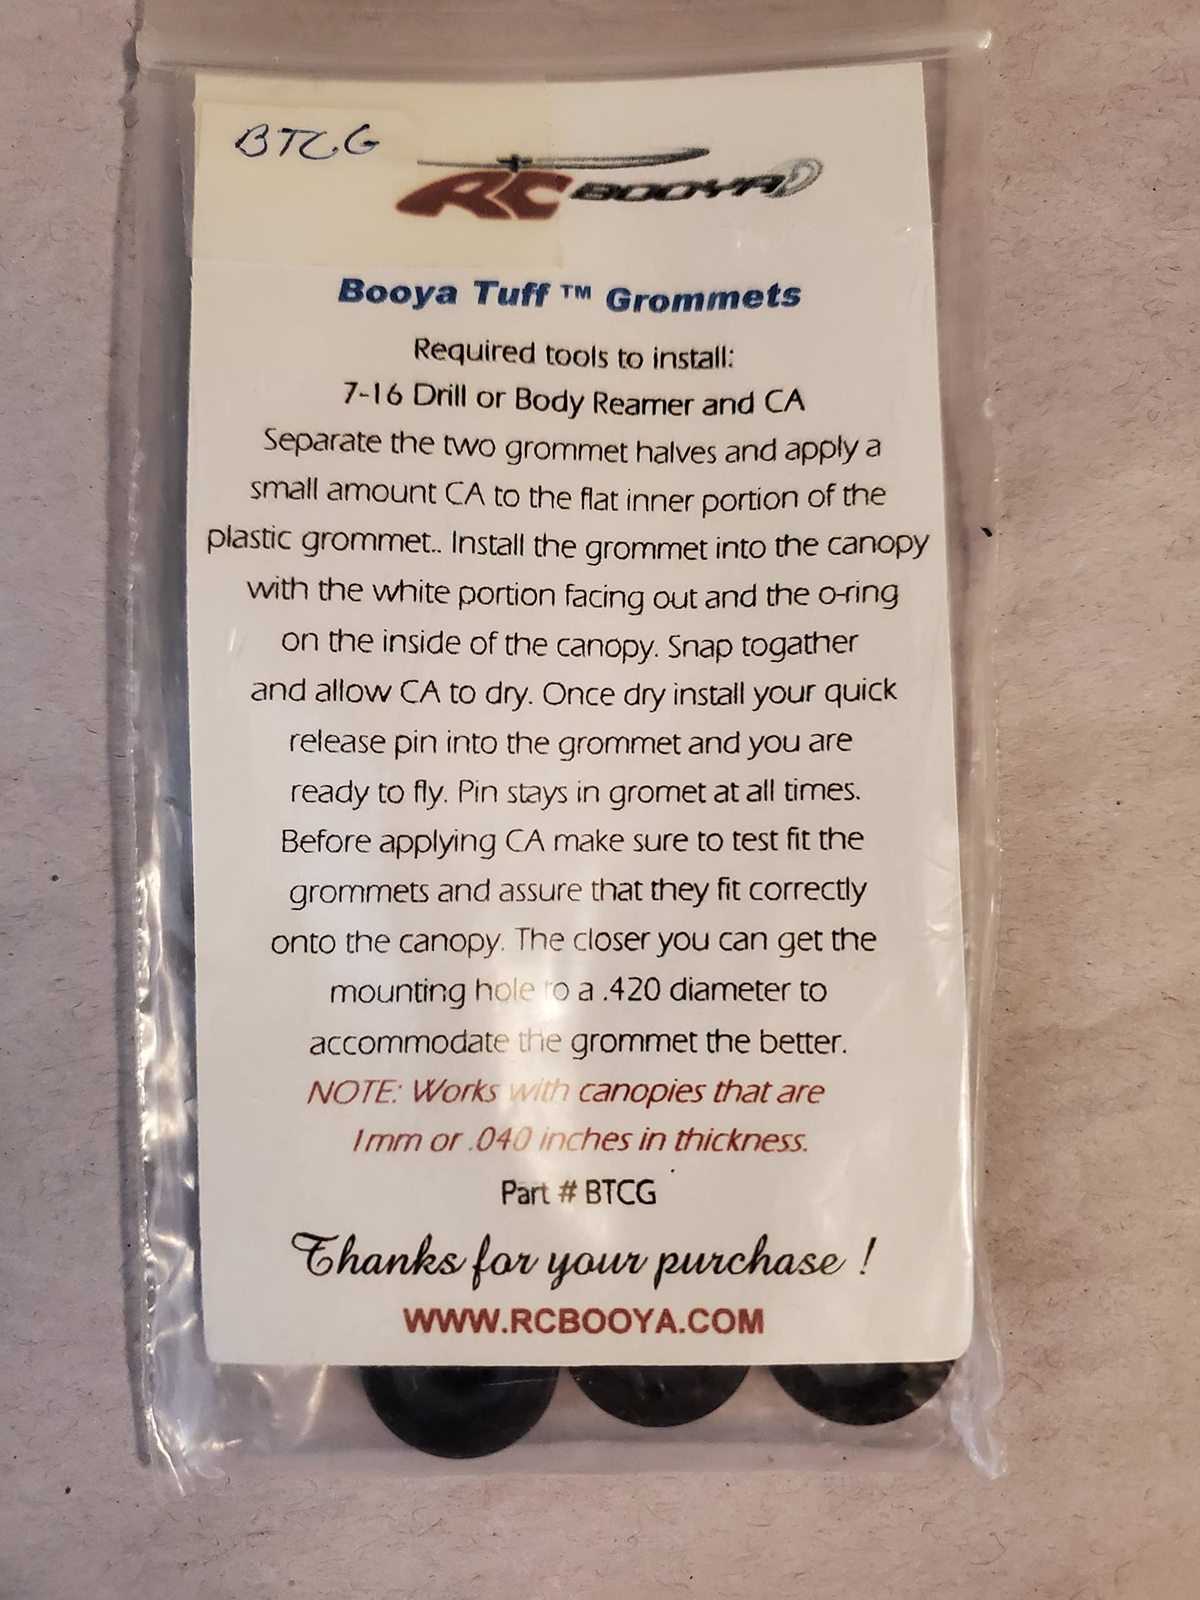 BTCG
RC BOOYA
Booya Tuff ™ Grommets
Required tools to install:
7-16 Drill or Body Reamer and CA
Separate the two grommet halves and apply a
small amount CA to the flat inner portion of the
plastic grommet.. Install the grommet into the canopy
with the white portion facing out and the o-ring
on the inside of the canopy. Snap togather
and allow CA to dry. Once dry install your quick
release pin into the grommet and you are
ready to fly. Pin stays in gromet at all times.
Before applying CA make sure to test fit the
grommets and assure that they fit correctly
onto the canopy. The closer you can get the
mounting hole to a .420 diameter to
accommodate the grommet the better.
NOTE: Works with canopies that are
1mm or .040 inches in thickness.
Part # BTCG
Thanks for your purchase !
WWW.RCBOOYA.COM